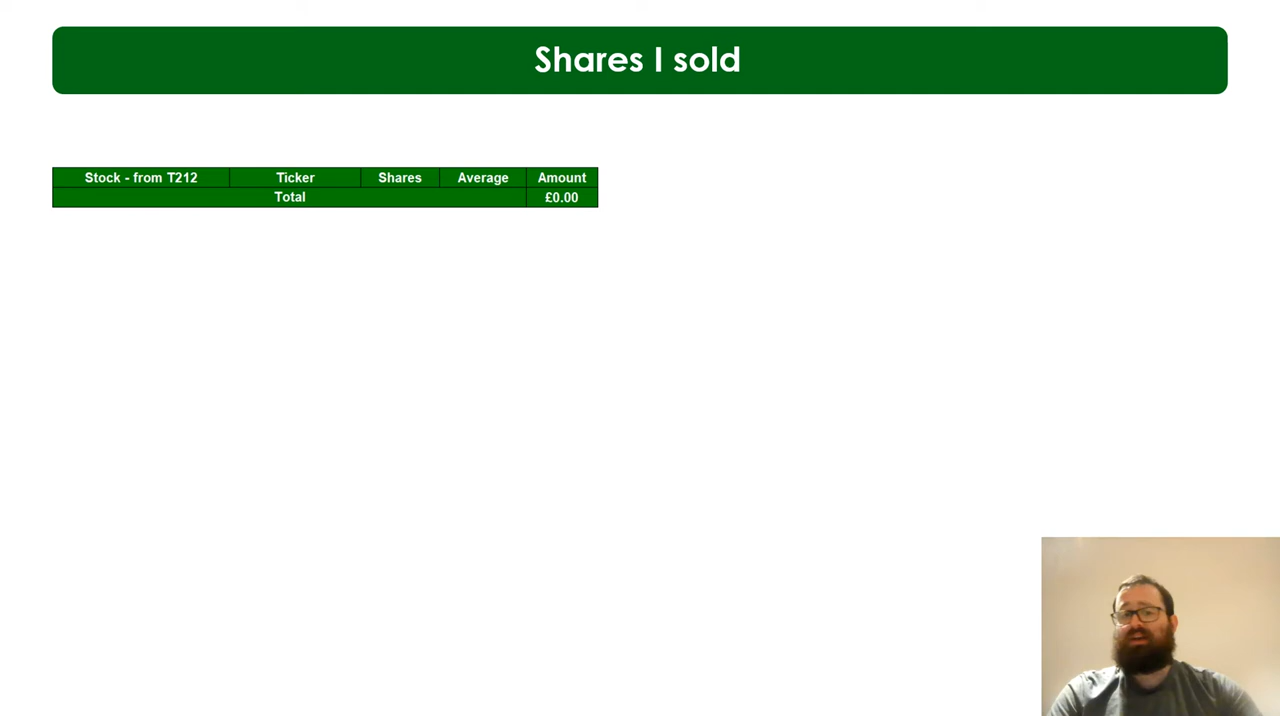 Shares I sold
Stock - from T212 Ticker Shares Average Amount
Total £0.00